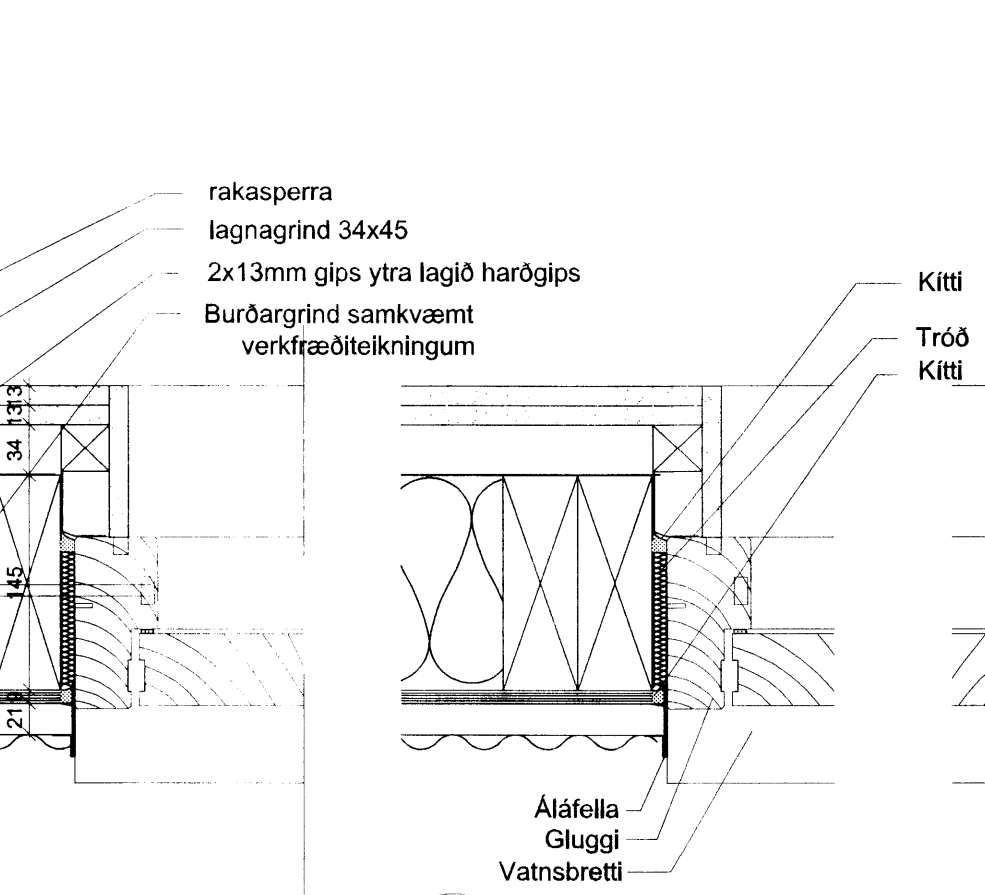 rakasperra
lagnagrind 34x45
2x13mm gips ytra lagið harðgips
Burðargrind samkvæmt
verkfræðiteikningum
Kítti
Tróð
Kítti
13
13
34
145
9
21
Áláfella
Gluggi
Vatnsbretti